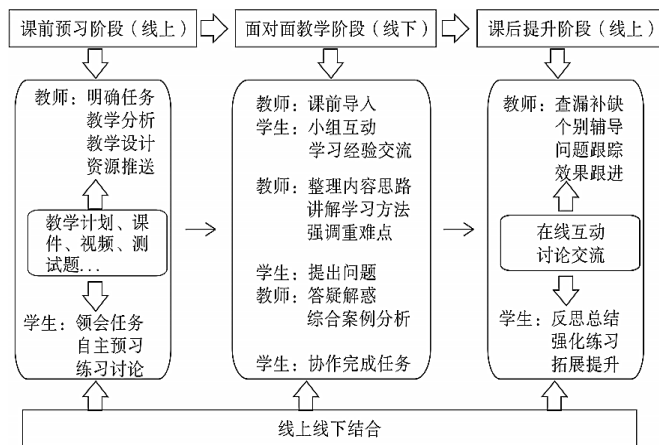 课前预习阶段(线上)
面对面教学阶段(线下)
课后提升阶段(线上)
教师：明确任务
教学分析
教学设计
资源推送
教学计划、课
件、视频、测
试题...
学生：领会任务
自主预习
练习讨论
教师：课前导入
学生：小组互动
学习经验交流
教师：整理内容思路
讲解学习方法
强调重难点
学生：提出问题
教师：答疑解惑
综合案例分析
学生：协作完成任务
教师：查漏补缺
个别辅导
问题跟踪
效果跟进
在线互动
讨论交流
学生：反思总结
强化练习
拓展提升
线上线下结合